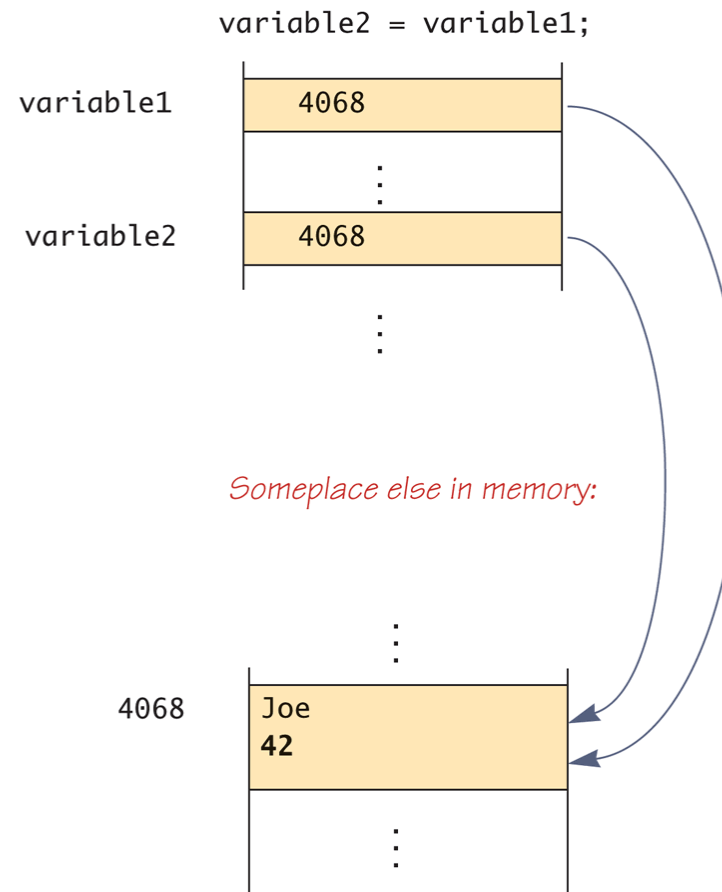 variable2 = variable1;
variable1 4068
variable2 4068
Someplace else in memory:
4068 Joe
42